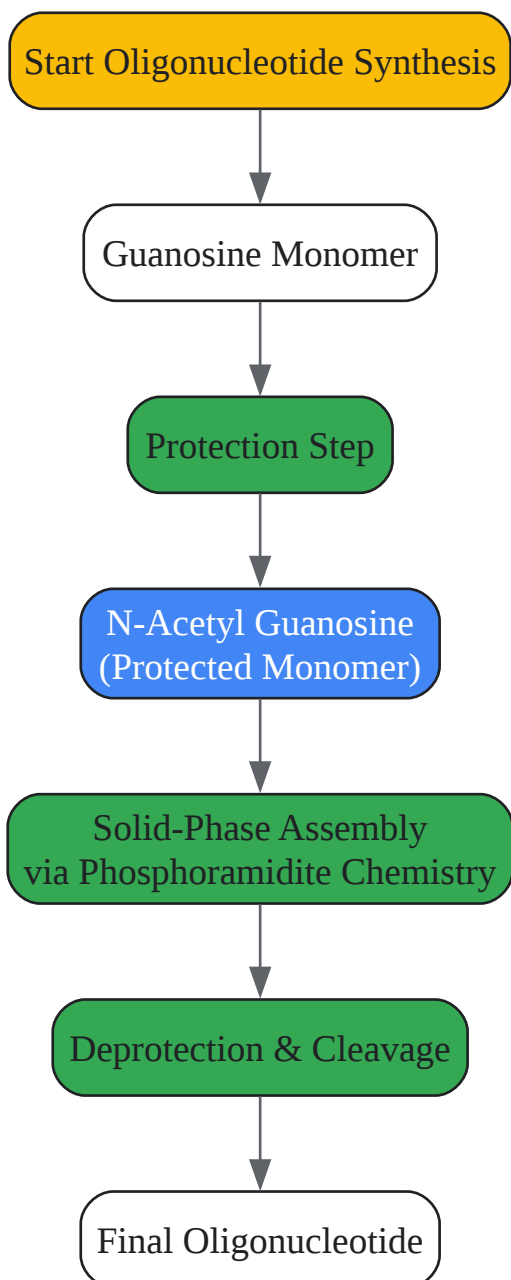 Start Oligonucleotide Synthesis
Guanosine Monomer
Protection Step
N-Acetyl Guanosine
(Protected Monomer)
Solid-Phase Assembly
via Phosphoramidite Chemistry
Deprotection & Cleavage
Final Oligonucleotide